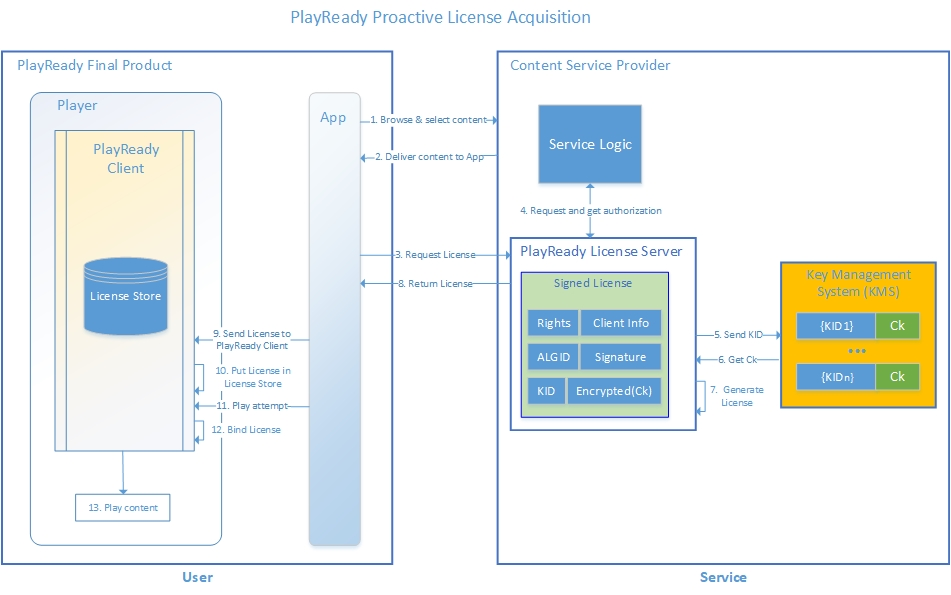 PlayReady Proactive License Acquisition
PlayReady Final Product
Player
PlayReady
Client
License Store
App
Content Service Provider
1. Browse & select content
2. Deliver content to App
Service Logic
4. Request and get authorization
3. Request License
8. Return License
PlayReady License Server
Signed License
Rights
Client Info
ALGID
Signature
KID
Encrypted(Ck)
Key Management
System (KMS)
{KID1}
Ck
•••
{KIDn}
Ck
5. Send KID
6. Get Ck
7. Generate
License
9. Send License to
PlayReady Client
10. Put License in
License Store
11. Play attempt
12. Bind License
13. Play content
User
Service